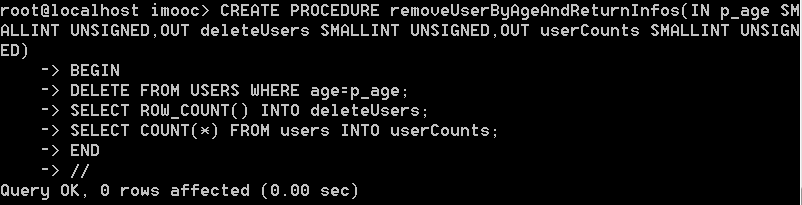 root@localhost imooc> CREATE PROCEDURE removeUserByAgeAndReturnInfos(IN p_age SM
ALLINT UNSIGNED,OUT deleteUsers SMALLINT UNSIGNED,OUT userCounts SMALLINT UNSIGN
ED)
    -> BEGIN
    -> DELETE FROM USERS WHERE age=p_age;
    -> SELECT ROW_COUNT() INTO deleteUsers;
    -> SELECT COUNT(*) FROM users INTO userCounts;
    -> END
    -> //
Query OK, 0 rows affected (0.00 sec)